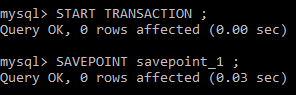 mysql> START TRANSACTION ;
Query OK, 0 rows affected (0.00 sec)
mysql> SAVEPOINT savepoint_1 ;
Query OK, 0 rows affected (0.03 sec)